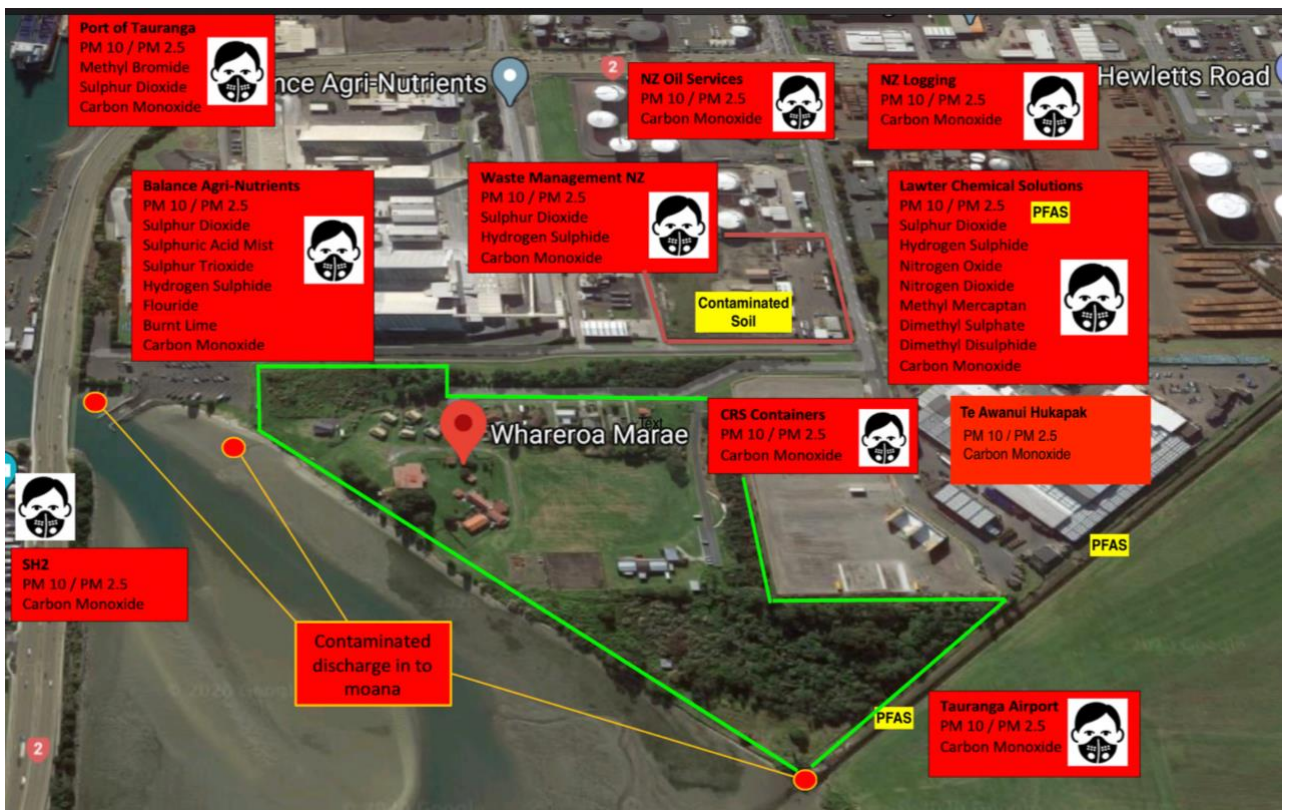 Port of Tauranga
PM 10 / PM 2.5
Methyl Bromide
Sulphur Dioxide
Carbon Monoxide
nce Agri-Nutrients
2
NZ Oil Services
PM 10 / PM 2.5
Carbon Monoxide
NZ Logging
PM 10 / PM 2.5
Carbon Monoxide
Hewletts Road
Balance Agri-Nutrients
PM 10 / PM 2.5
Sulphur Dioxide
Sulphuric Acid Mist
Sulphur Trioxide
Hydrogen Sulphide
Flouride
Burnt Lime
Carbon Monoxide
Waste Management NZ
PM 10 / PM 2.5
Sulphur Dioxide
Hydrogen Sulphide
Carbon Monoxide
Contaminated
Soil
Lawter Chemical Solutions
PM 10 / PM 2.5
PFAS
Sulphur Dioxide
Hydrogen Sulphide
Nitrogen Oxide
Nitrogen Dioxide
Methyl Mercaptan
Dimethyl Sulphate
Dimethyl Disulphide
Carbon Monoxide
Text
Whareroa Marae
CRS Containers
PM 10 / PM 2.5
Carbon Monoxide
Te Awanui Hukapak
PM 10 / PM 2.5
Carbon Monoxide
PFAS
SH2
PM 10 / PM 2.5
Carbon Monoxide
Contaminated
discharge in to
moana
PFAS
Tauranga Airport
PM 10 / PM 2.5
Carbon Monoxide
2